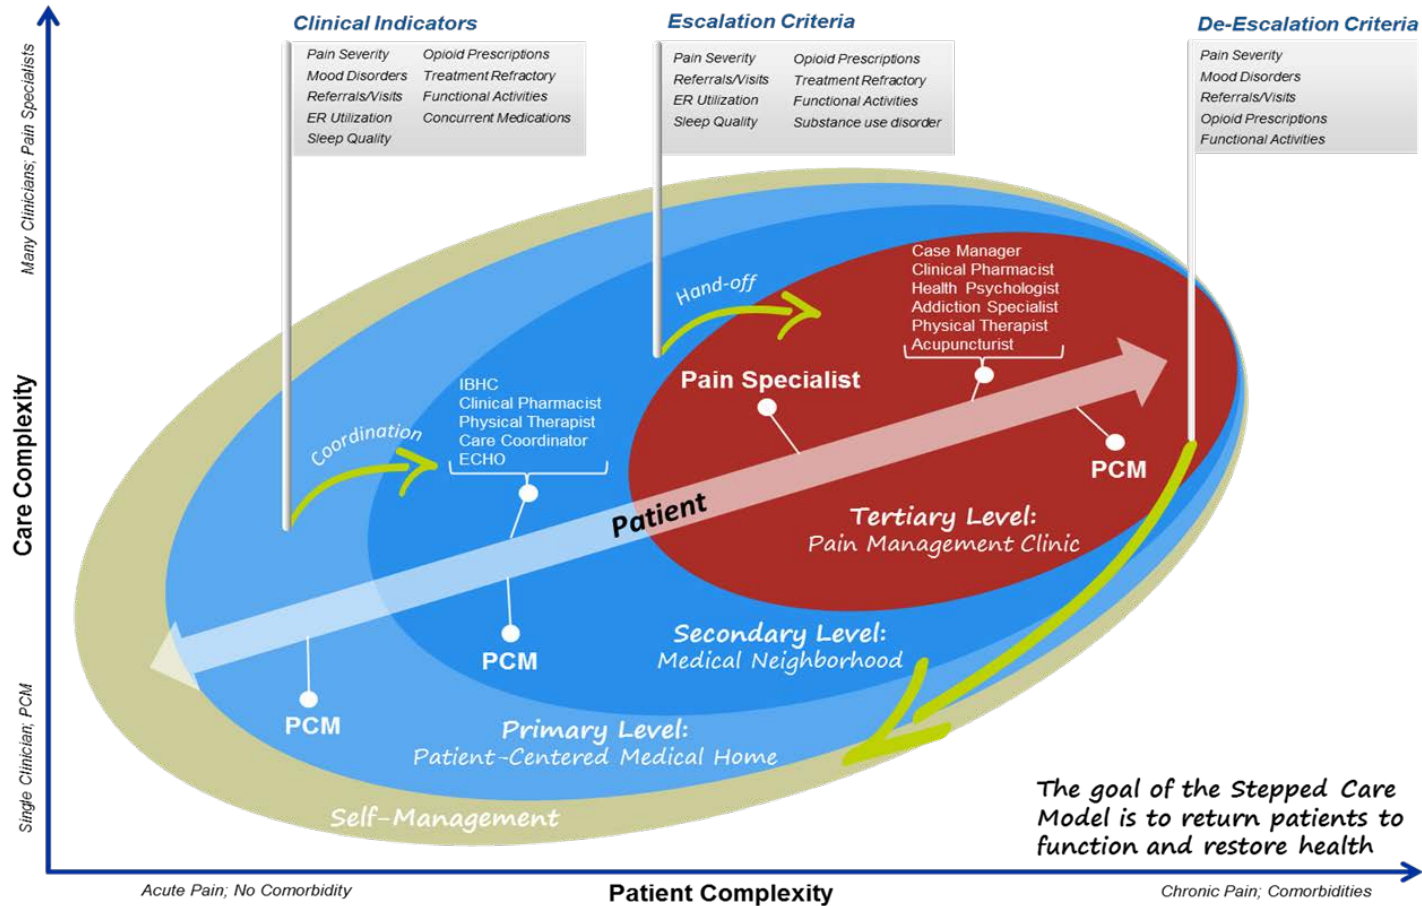 Clinical Indicators
Pain Severity
Mood Disorders
Referrals/Visits
ER Utilization
Sleep Quality
Opioid Prescriptions
Treatment Refractory
Functional Activities
Concurrent Medications
Escalation Criteria
Pain Severity
Referrals/Visits
ER Utilization
Sleep Quality
Opioid Prescriptions
Treatment Refractory
Functional Activities
Substance use disorder
De-Escalation Criteria
Pain Severity
Mood Disorders
Referrals/Visits
Opioid Prescriptions
Functional Activities
Many Clinicians; Pain Specialists
Care Complexity
Single Clinician; PCM
Coordination
IBHC
Clinical Pharmacist
Physical Therapist
Care Coordinator
ECHO
Hand-off
Case Manager
Clinical Pharmacist
Health Psychologist
Addiction Specialist
Physical Therapist
Acupuncturist
Pain Specialist
PCM
Patient
Tertiary Level:
Pain Management Clinic
Secondary Level:
Medical Neighborhood
PCM
PCM
Primary Level:
Patient-Centered Medical Home
Self-Management
The goal of the Stepped Care
Model is to return patients to
function and restore health
Acute Pain; No Comorbidity
Patient Complexity
Chronic Pain; Comorbidities